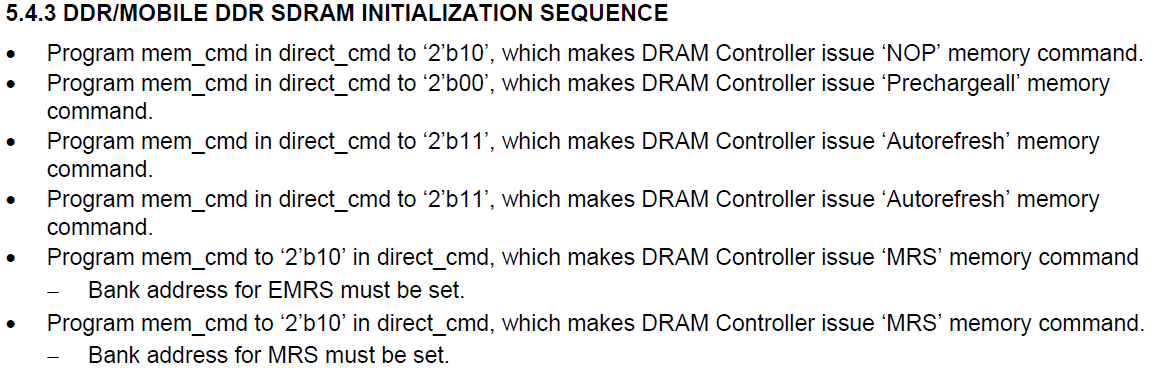 5.4.3 DDR/MOBILE DDR SDRAM INITIALIZATION SEQUENCE
• Program mem_cmd in direct_cmd to ‘2’b10’, which makes DRAM Controller issue ‘NOP’ memory command.
• Program mem_cmd in direct_cmd to ‘2’b00’, which makes DRAM Controller issue ‘Prechargeall’ memory
command.
• Program mem_cmd in direct_cmd to ‘2’b11’, which makes DRAM Controller issue ‘Autorefresh’ memory
command.
• Program mem_cmd in direct_cmd to ‘2’b11’, which makes DRAM Controller issue ‘Autorefresh’ memory
command.
• Program mem_cmd to ‘2’b10’ in direct_cmd, which makes DRAM Controller issue ‘MRS’ memory command
– Bank address for EMRS must be set.
• Program mem_cmd to ‘2’b10’ in direct_cmd, which makes DRAM Controller issue ‘MRS’ memory command.
– Bank address for MRS must be set.